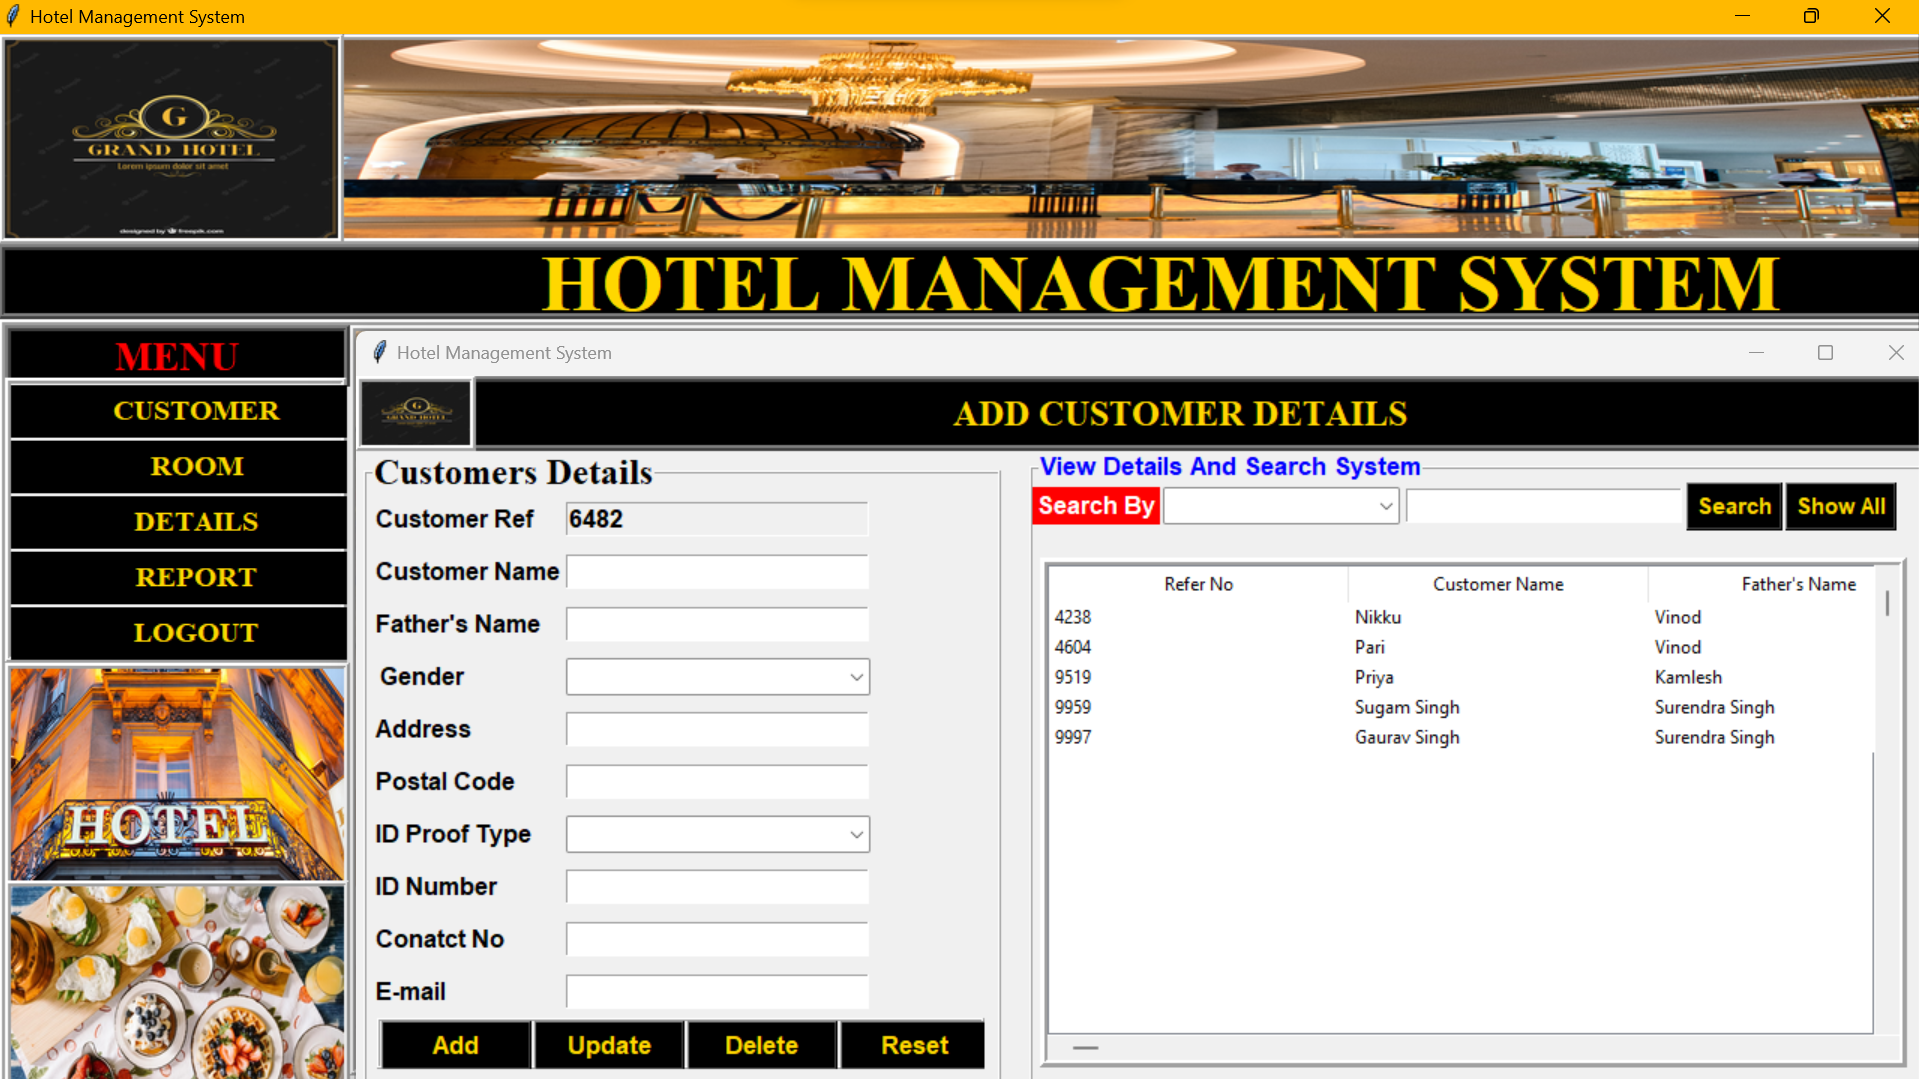 Hotel Management System
G
GRAND HOTEL
Lorem ipsum dolor sit amet
designed by freepik.com
HOTEL MANAGEMENT SYSTEM
MENU
CUSTOMER
ROOM
DETAILS
REPORT
LOGOUT
HOTEL
Hotel Management System
G
GRAND HOTEL
ADD CUSTOMER DETAILS
Customers Details
Customer Ref 6482
Customer Name
Father's Name
Gender
Address
Postal Code
ID Proof Type
ID Number
Conatct No
E-mail
Add Update Delete Reset
View Details And Search System
Search By Search Show All
Refer No Customer Name Father's Name
4238 Nikku Vinod
4604 Pari Vinod
9519 Priya Kamlesh
9959 Sugam Singh Surendra Singh
9997 Gaurav Singh Surendra Singh